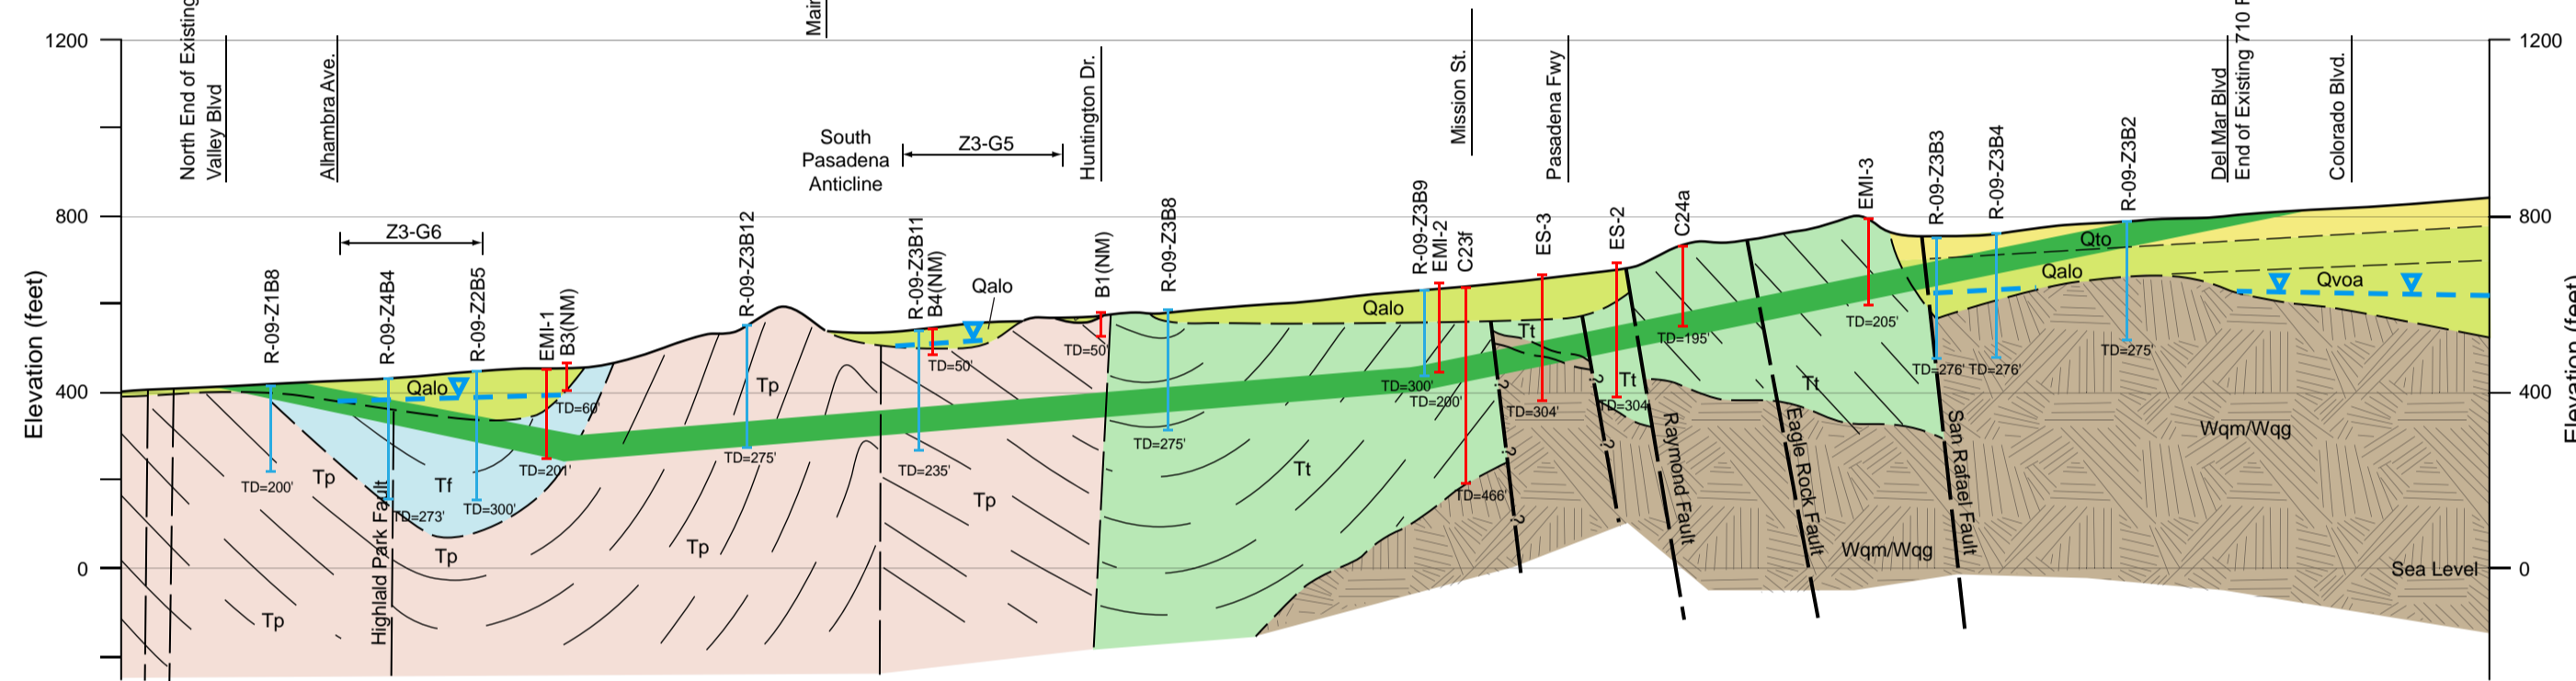 1200
800
400
0
Elevation (feet)
North End of Existing
Valley Blvd
Alhambra Ave.
South
Pasadena
Anticline
Z3-G5
Huntington Dr.
Mission St.
Pasadena Fwy
Del Mar Blvd
End of Existing 710
Colorado Blvd.
1200
800
400
0
Elevation (feet)
Z3-G6
R-09-Z1B8
R-09-Z4B4
R-09-Z2B5
EMI-1
B3(NM)
R-09-Z3B12
R-09-Z3B11
B4(NM)
Qalo
B1(NM)
R-09-Z3B8
R-09-Z3B9
EMI-2
C23f
ES-3
ES-2
C24a
EMI-3
R-09-Z3B3
R-09-Z3B4
R-09-Z3B2
Qto
Qalo
Qvoa
Qalo
Qalo
TD=200'
TD=273'
TD=300'
TD=201'
TD=60'
TD=275'
TD=235'
TD=50'
TD=50'
TD=275'
TD=300'
TD=200'
TD=466'
TD=304'
TD=304'
TD=195'
TD=205'
TD=276'
TD=276'
TD=275'
Tp
Tf
Tp
Tp
Tp
Tp
Tp
Tt
Tt
Tt
Tt
?
?
?
?
?
Highlald Park Fault
Raymond Fault
Eagle Rock Fault
San Rafael Fault
Wqm/Wqg
Wqm/Wqg
Sea Level